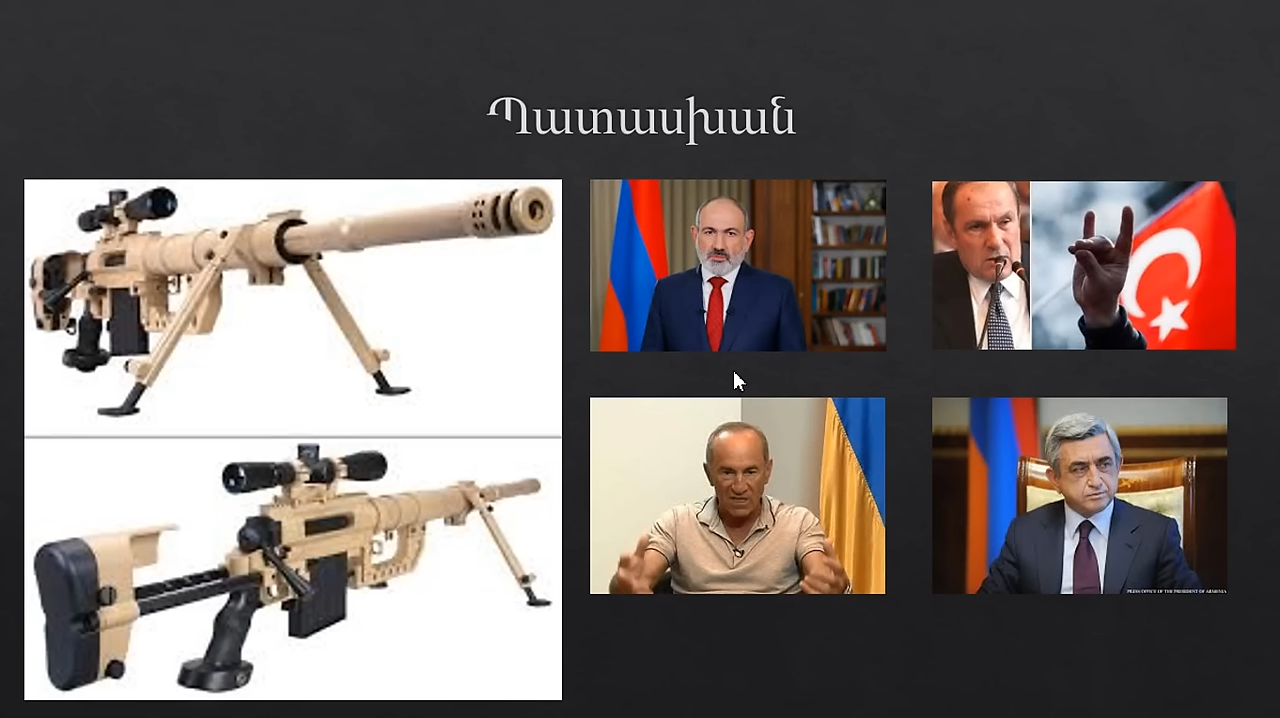 Պատասխան
PRESS OFFICE OF THE PRESIDENT OF ARMENIA